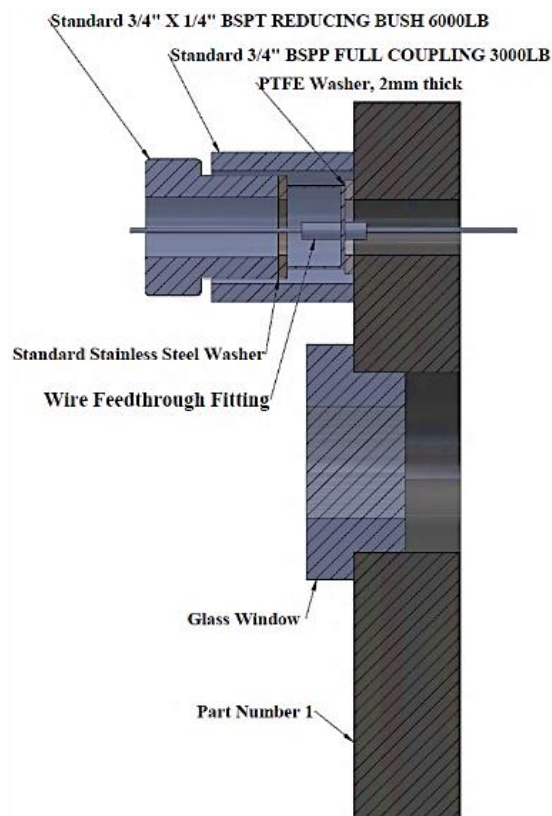 Standard 3/4" X 1/4" BSPT REDUCING BUSH 6000LB
Standard 3/4" BSPP FULL COUPLING 3000LB
PTFE Washer, 2mm thick
Standard Stainless Steel Washer
Wire Feedthrough Fitting
Glass Window
Part Number 1